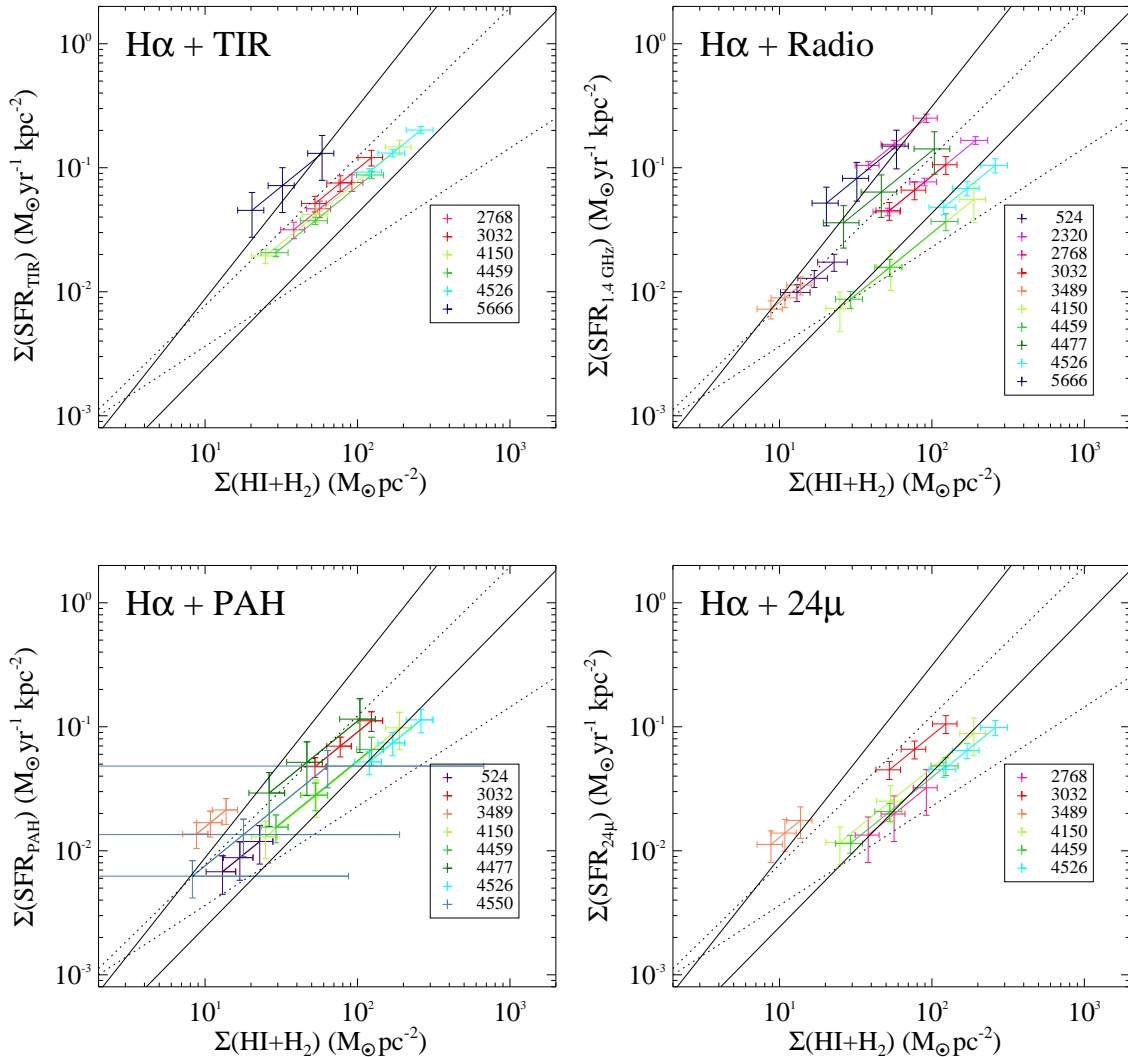 Hα + TIR
Σ(SFR_TIR) (M⊙yr⁻¹ kpc⁻²)
10⁰
10⁻¹
10⁻²
10⁻³
2768
3032
4150
4459
4526
5666
10¹ 10² 10³
Σ(HI+H₂) (M⊙pc⁻²)
Hα + Radio
Σ(SFR_1.4 GHz) (M⊙yr⁻¹ kpc⁻²)
10⁰
10⁻¹
10⁻²
10⁻³
524
2320
2768
3032
3489
4150
4459
4477
4526
5666
10¹ 10² 10³
Σ(HI+H₂) (M⊙pc⁻²)
Hα + PAH
Σ(SFR_PAH) (M⊙yr⁻¹ kpc⁻²)
10⁰
10⁻¹
10⁻²
10⁻³
524
3032
3489
4150
4459
4477
4526
4550
10¹ 10² 10³
Σ(HI+H₂) (M⊙pc⁻²)
Hα + 24μ
Σ(SFR_24μ) (M⊙yr⁻¹ kpc⁻²)
10⁰
10⁻¹
10⁻²
10⁻³
2768
3032
3489
4150
4459
4526
10¹ 10² 10³
Σ(HI+H₂) (M⊙pc⁻²)